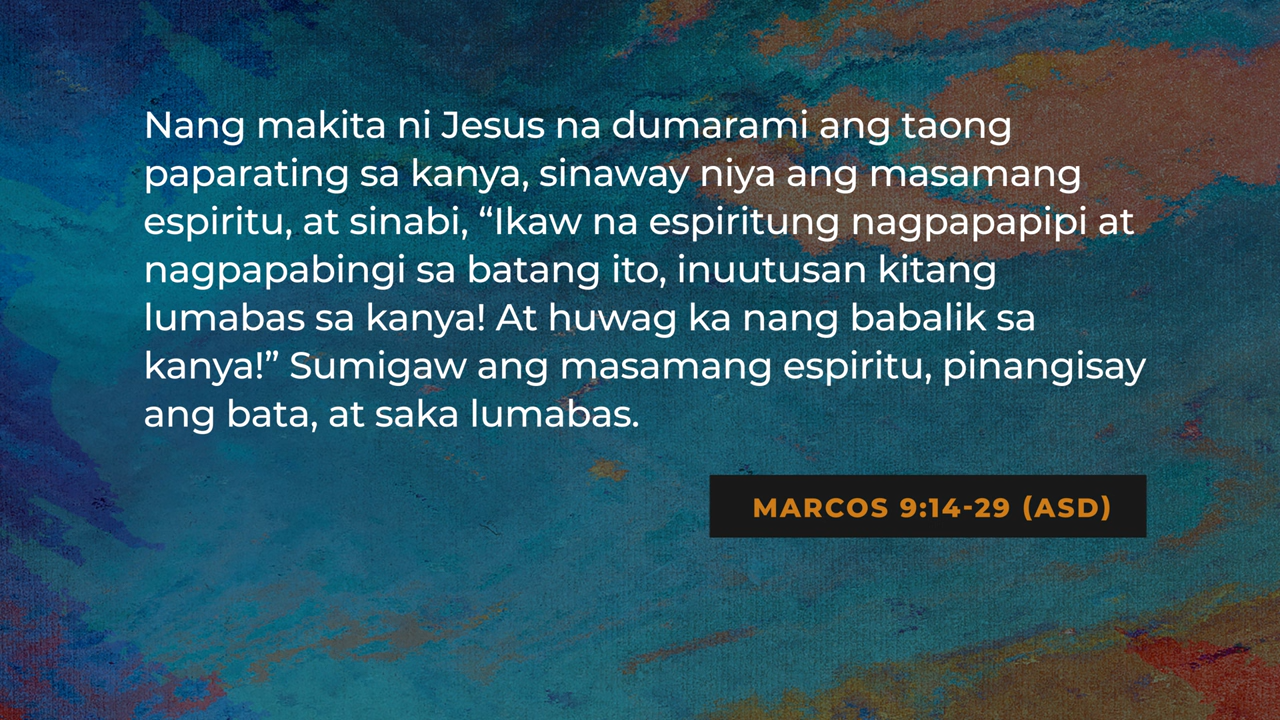 Nang makita ni Jesus na dumarami ang taong
paparating sa kanya, sinaway niya ang masamang
espiritu, at sinabi, “Ikaw na espiritung nagpapapipi at
nagpapabingi sa batang ito, inuutusan kitang
lumabas sa kanya! At huwag ka nang babalik sa
kanya!” Sumigaw ang masamang espiritu, pinangisay
ang bata, at saka lumabas.
MARCOS 9:14-29 (ASD)